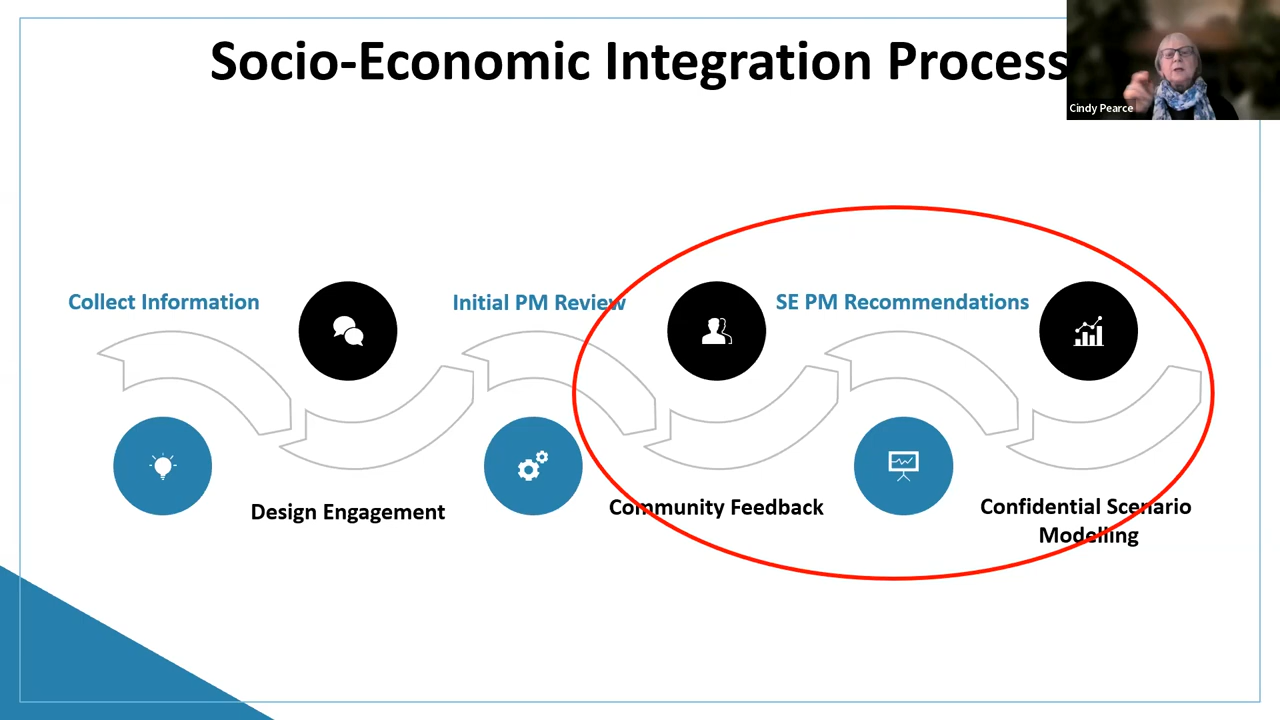 Socio-Economic Integration Process
Cindy Pearce
Collect Information
Initial PM Review
SE PM Recommendations
Design Engagement
Community Feedback
Confidential Scenario
Modelling